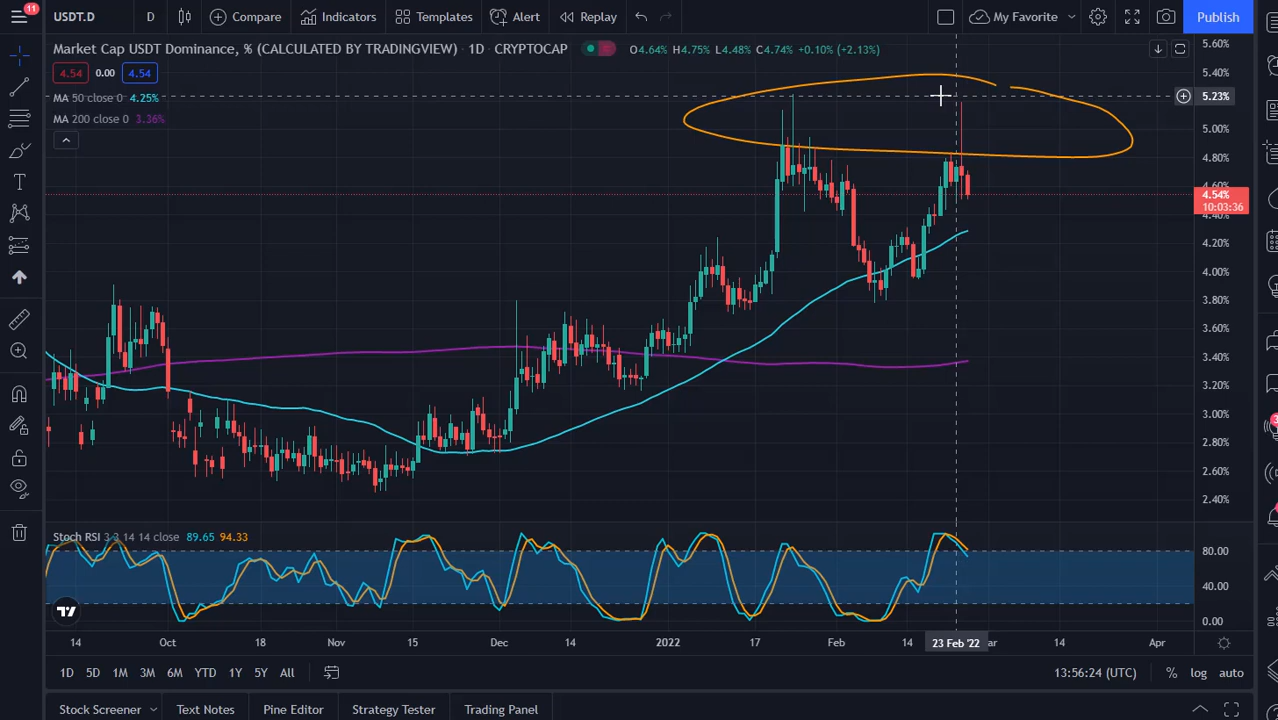 11
USDT.D D Compare Indicators Templates Alert Replay My Favorite Publish
Market Cap USDT Dominance, % (CALCULATED BY TRADINGVIEW) · 1D · CRYPTOCAP O4.64% H4.75% L4.48% C4.74% +0.10% (+2.13%)
4.54 0.00 4.54
MA 50 close 0 4.25%
MA 200 close 0 3.36%
5.60%
5.40%
5.23%
5.00%
4.80%
4.60%
4.54%
10:03:36
4.40%
4.20%
4.00%
3.80%
3.60%
3.40%
3.20%
3.00%
2.80%
2.60%
2.40%
Stoch RSI 3 3 14 14 close 89.65 94.33
80.00
40.00
0.00
14 Oct 18 Nov 15 Dec 14 2022 17 Feb 14 23 Feb '22 ar 14 Apr
1D 5D 1M 3M 6M YTD 1Y 5Y All 13:56:24 (UTC) % log auto
Stock Screener Text Notes Pine Editor Strategy Tester Trading Panel